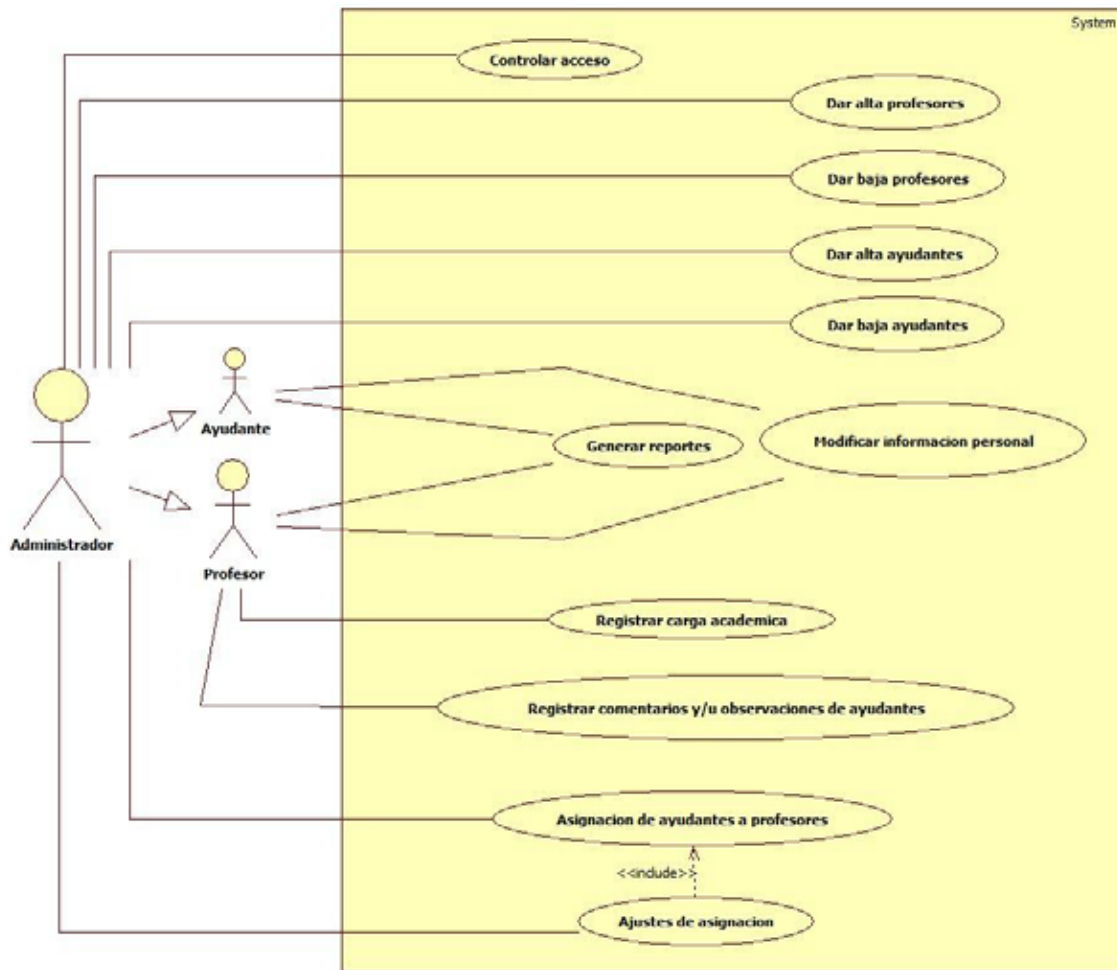 System
Controlar acceso
Dar alta profesores
Dar baja profesores
Dar alta ayudantes
Dar baja ayudantes
Ayudante
Generar reportes
Modificar informacion personal
Administrador
Profesor
Registrar carga academica
Registrar comentarios y/u observaciones de ayudantes
Asignacion de ayudantes a profesores
<<include>>
Ajustes de asignacion